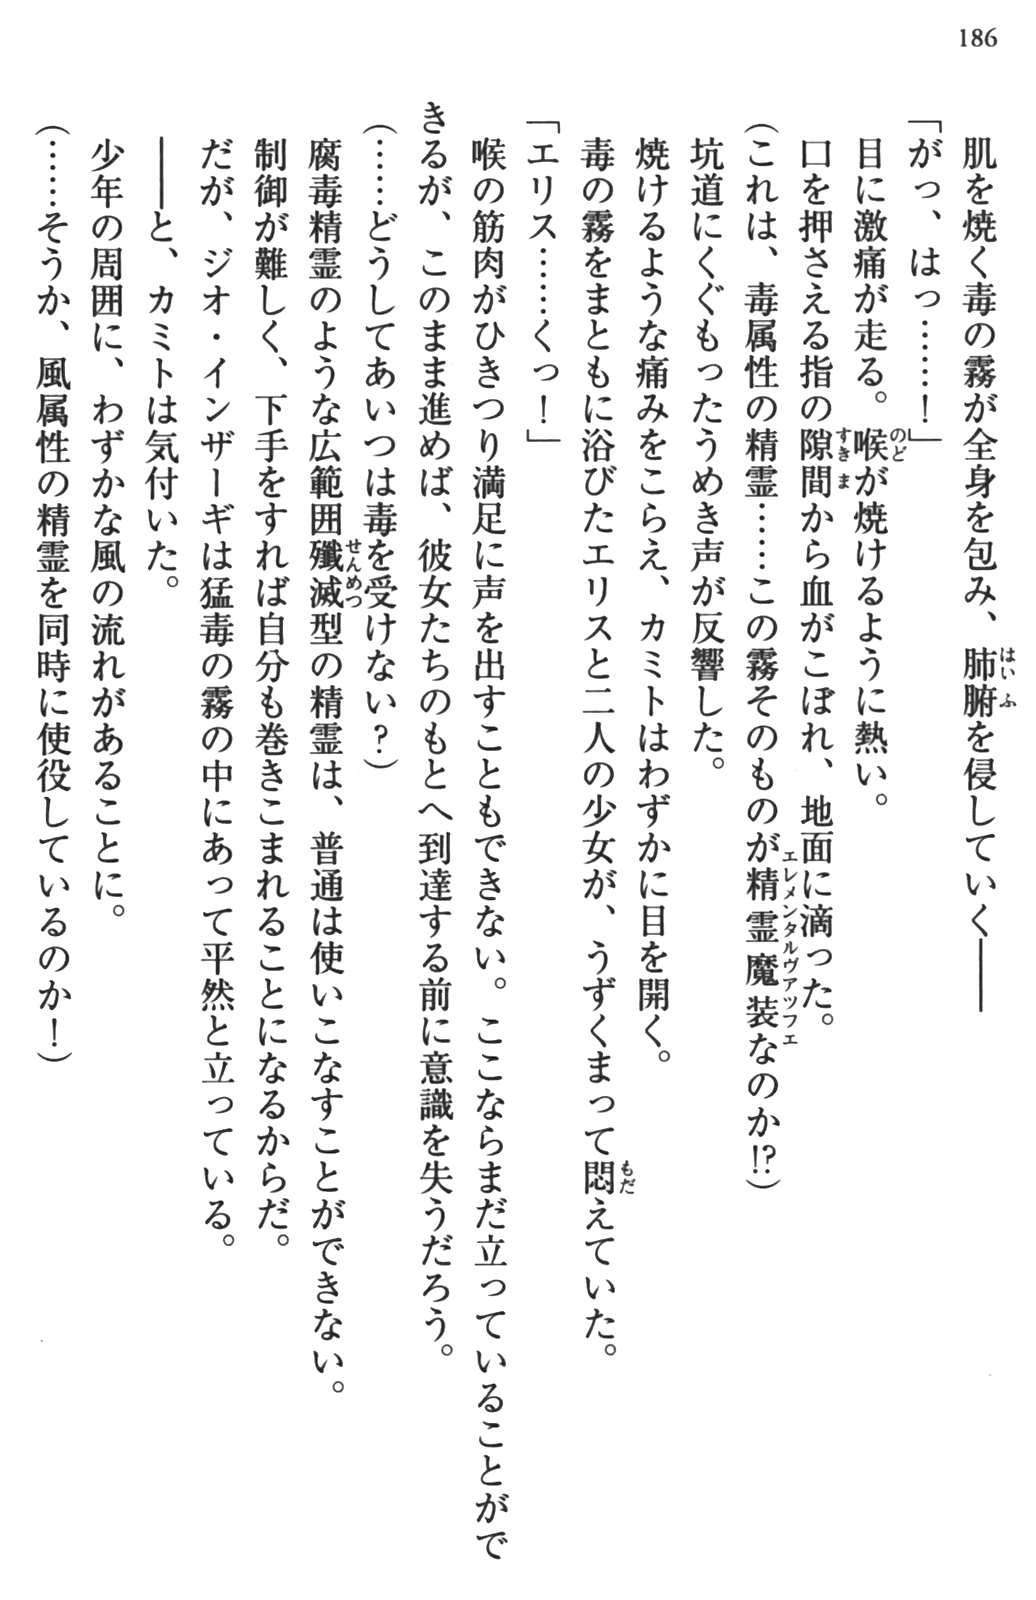 186
肌を焼く毒の霧が全身を包み、肺腑を侵していく――
「がっ、はっ……！」
目に激痛が走る。喉が焼けるように熱い。
口を押さえる指の隙間から血がこぼれ、地面に滴った。
(これは、毒属性の精霊……この霧そのものが精霊魔装なのか!?)
坑道にくぐもったうめき声が反響した。
焼けるような痛みをこらえ、カミトはわずかに目を開く。
毒の霧をまともに浴びたエリスと二人の少女が、うずくまって悶えていた。
「エリス……くっ！」
喉の筋肉がひきつり満足に声を出すこともできない。ここならまだ立っていることがで
きるが、このまま進めば、彼女たちのもとへ到達する前に意識を失うだろう。
(……どうしてあいつは毒を受けない？)
腐毒精霊のような広範囲殲滅型の精霊は、普通は使いこなすことができない。
制御が難しく、下手をすれば自分も巻きこまれることになるからだ。
だが、ジオ・インザーギは猛毒の霧の中にあって平然と立っている。
――と、カミトは気付いた。
少年の周囲に、わずかな風の流れがあることに。
(……そうか、風属性の精霊を同時に使役しているのか！)